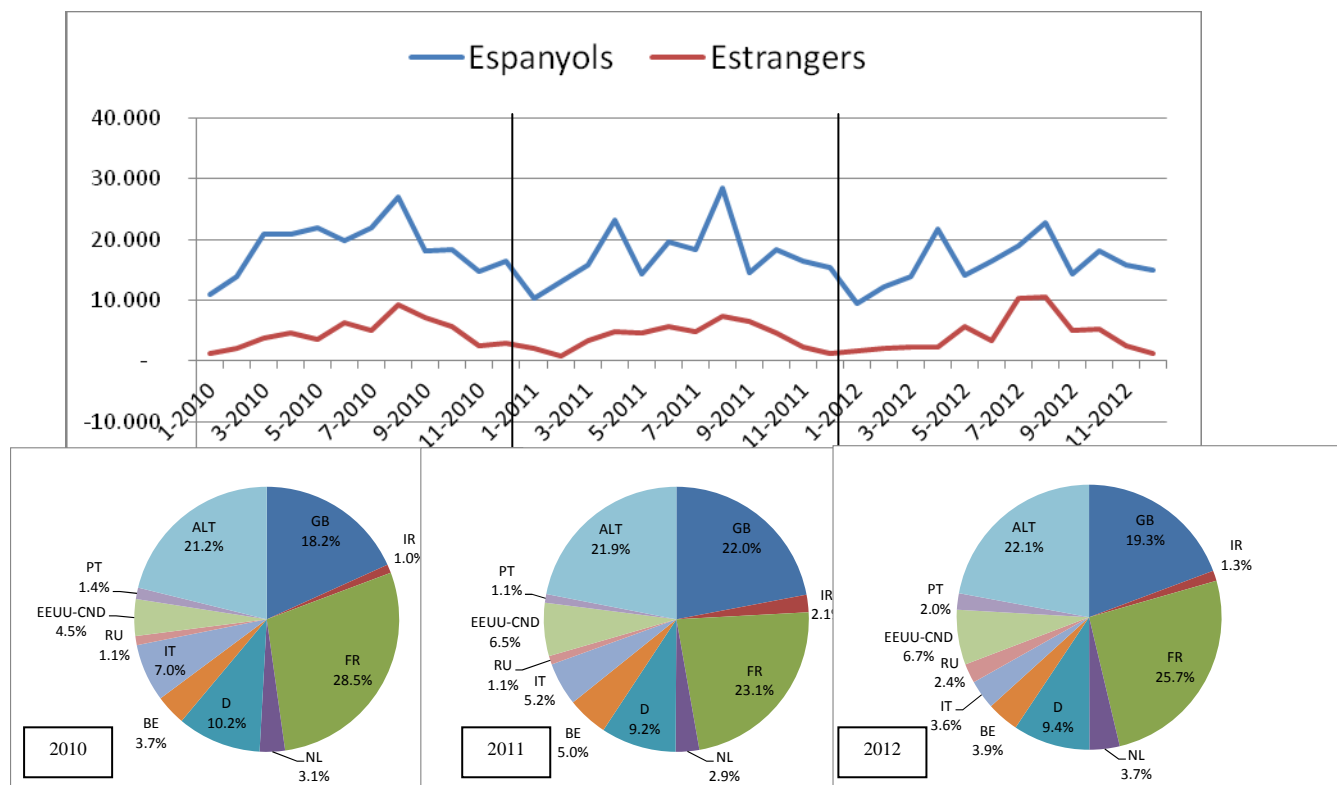 Espanyols Estrangers
40.000
30.000
20.000
10.000
-
-10.000
1-2010 3-2010 5-2010 7-2010 9-2010 11-2010 1-2011 3-2011 5-2011 7-2011 9-2011 11-2011 1-2012 3-2012 5-2012 7-2012 9-2012 11-2012
GB
18.2%
IR
1.0%
FR
28.5%
NL
3.1%
D
10.2%
BE
3.7%
IT
7.0%
RU
1.1%
EEUU-CND
4.5%
PT
1.4%
ALT
21.2%
2010
GB
22.0%
IR
2.1%
FR
23.1%
NL
2.9%
D
9.2%
BE
5.0%
IT
5.2%
RU
1.1%
EEUU-CND
6.5%
PT
1.1%
ALT
21.9%
2011
GB
19.3%
IR
1.3%
FR
25.7%
NL
3.7%
D
9.4%
BE
3.9%
IT
3.6%
RU
2.4%
EEUU-CND
6.7%
PT
2.0%
ALT
22.1%
2012